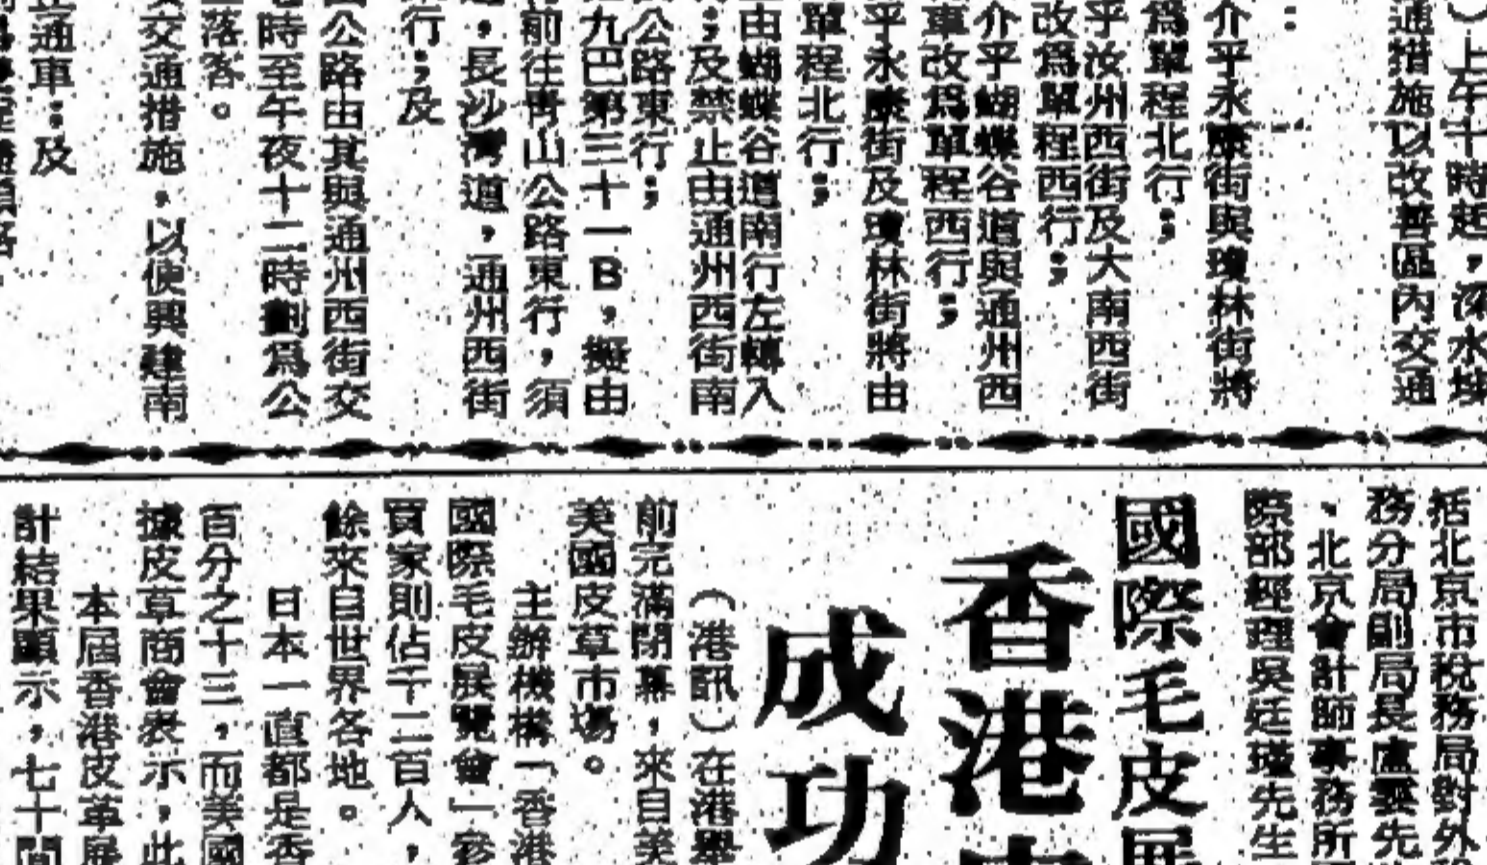 上午十時起，深水埗
通措施以改善區內交通
：
介乎永康街與瓊林街將
爲單程北行；
乎汝州西街及大南西街
改爲單程西行；
介乎蝴蝶谷道與通州西
車改爲單程西行；
乎永康街及瓊林街將由
單程北行；
由蝴蝶谷道南行左轉入
；及禁止由通州西街南
公路東行；
九巴第三十一B，擬由
前往青山公路東行，須
，長沙灣道，通州西街
行；及
公路由其與通州西街交
時至午夜十二時劃爲公
落客。
交通措施，以便興建南
通車；及
括北京市稅務局對外
務分局副局長盧 先
、北京會計師事務所
際部經理吳廷瑾先生
國際毛皮展
香港
成功
（港訊）在港舉
前完滿閉幕，來自美
美國皮草市場。
主辦機構「香港
國際毛皮展覽會」參
買家則佔千二百人，
餘來自世界各地。
日本一直都是香
百分之十三，而美國
據皮草商會表示，此
本屆香港皮革展
計結果顯示，七十間